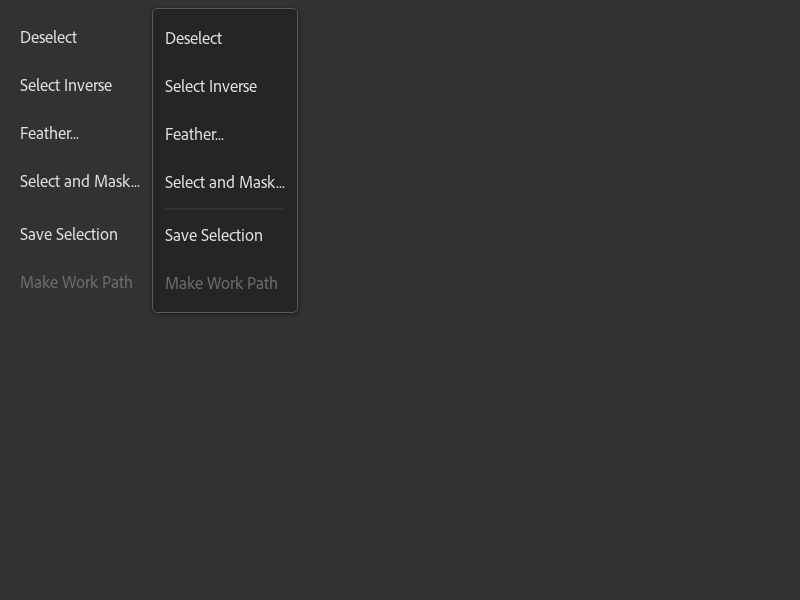 Deselect
Select Inverse
Feather...
Select and Mask...
Save Selection
Make Work Path
Deselect
Select Inverse
Feather...
Select and Mask...
Save Selection
Make Work Path